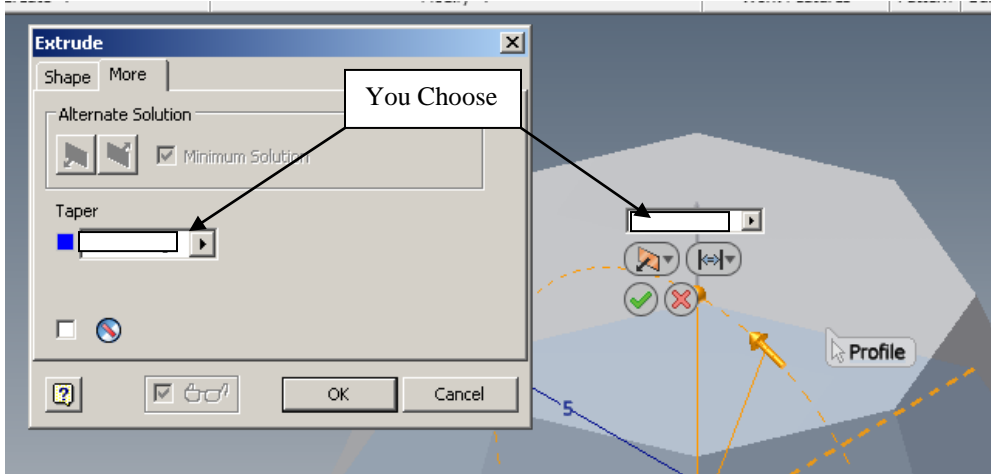 Extrude
Shape More
You Choose
Alternate Solution
Minimum Solution
Taper
OK
Cancel
Profile
5